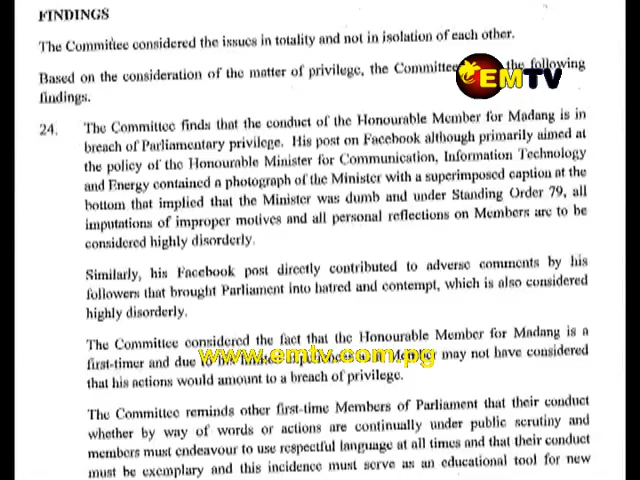 FINDINGS
The Committee considered the issues in totality and not in isolation of each other.
Based on the consideration of the matter of privilege, the Committee the following
EMTV
findings.
24. The Committee finds that the conduct of the Honourable Member for Madang is in
breach of Parliamentary privilege. His post on Facebook although primarily aimed at
the policy of the Honourable Minister for Communication, Information Technology
and Energy contained a photograph of the Minister with a superimposed caption at the
bottom that implied that the Minister was dumb and under Standing Order 79, all
imputations of improper motives and all personal reflections on Members are to be
considered highly disorderly.
Similarly, his Facebook post directly contributed to adverse comments by his
followers that brought Parliament into hatred and contempt, which is also considered
highly disorderly.
The Committee considered the fact that the Honourable Member for Madang is a
first-timer and due to may not have considered
www.emtv.com.pg
that his actions would amount to a breach of privilege.
The Committee reminds other first-time Members of Parliament that their conduct
whether by way of words or actions are continually under public scrutiny and
members must endeavour to use respectful language at all times and that their conduct
must be exemplary and this incidence must serve as an educational tool for new